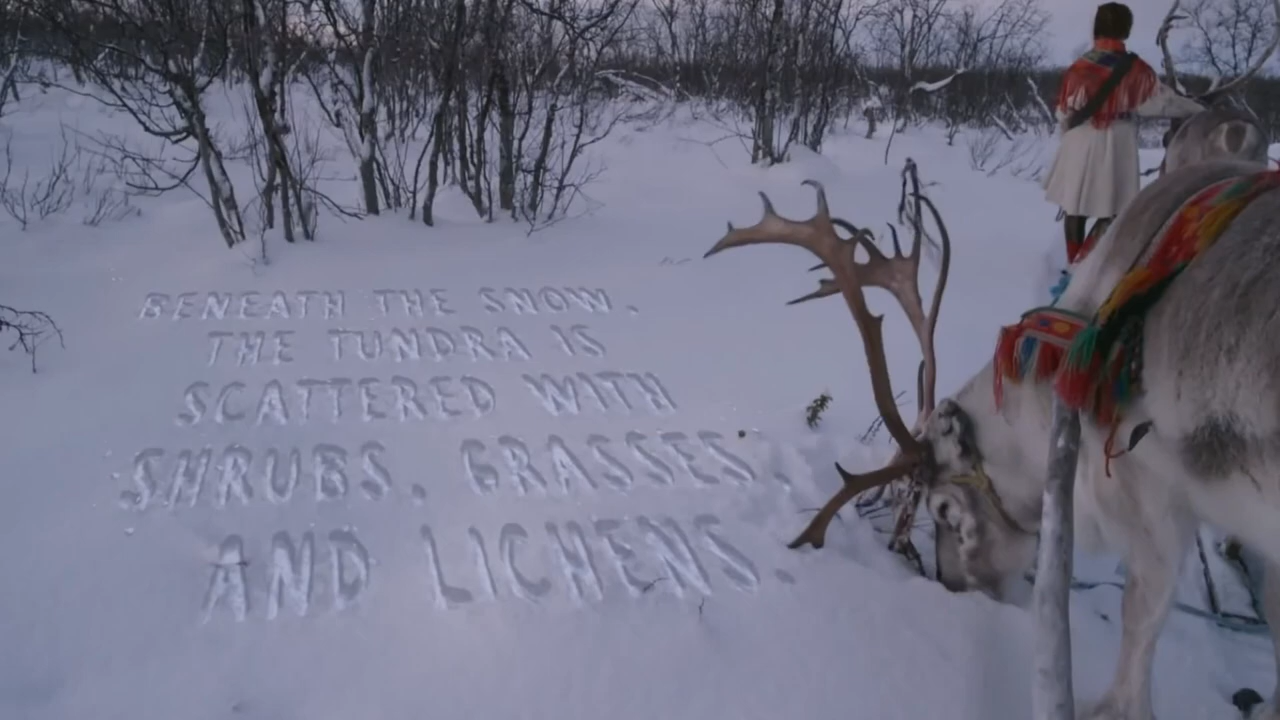 BENEATH THE SNOW.
THE TUNDRA IS
SCATTERED WITH
SHRUBS. GRASSES.
AND LICHENS.